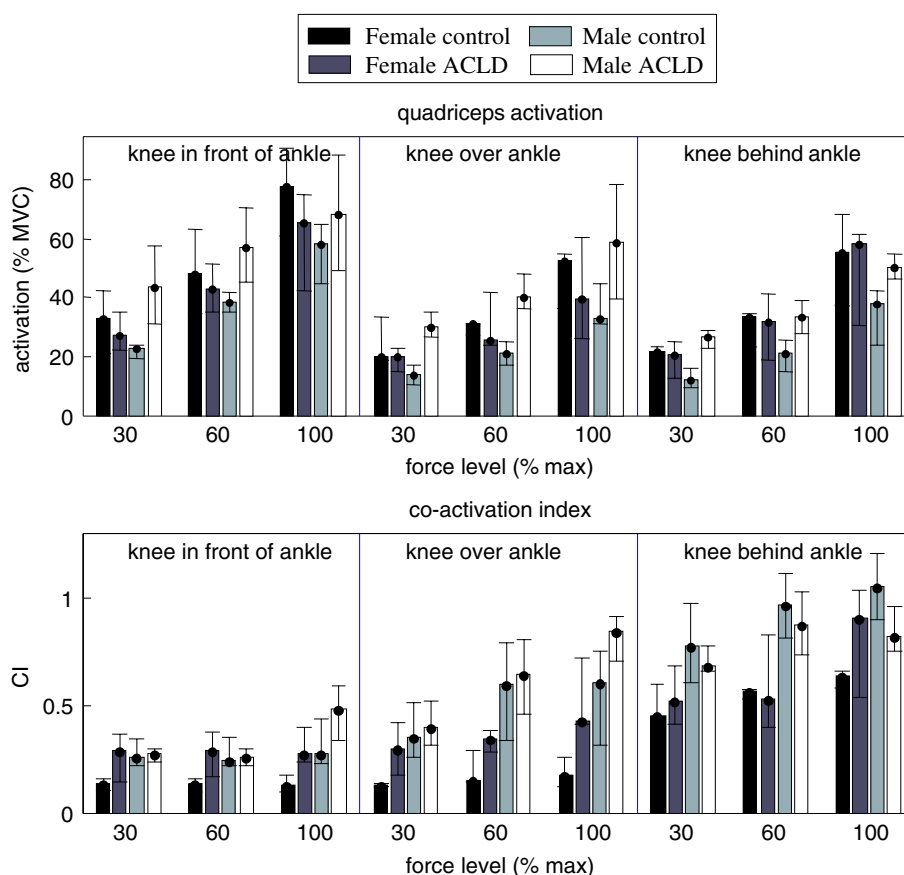 Female control
Male control
Female ACLD
Male ACLD
quadriceps activation
knee in front of ankle
knee over ankle
knee behind ankle
activation (% MVC)
80
60
40
20
0
30
60
100
30
60
100
30
60
100
force level (% max)
co-activation index
knee in front of ankle
knee over ankle
knee behind ankle
CI
1
0.5
0
30
60
100
30
60
100
30
60
100
force level (% max)